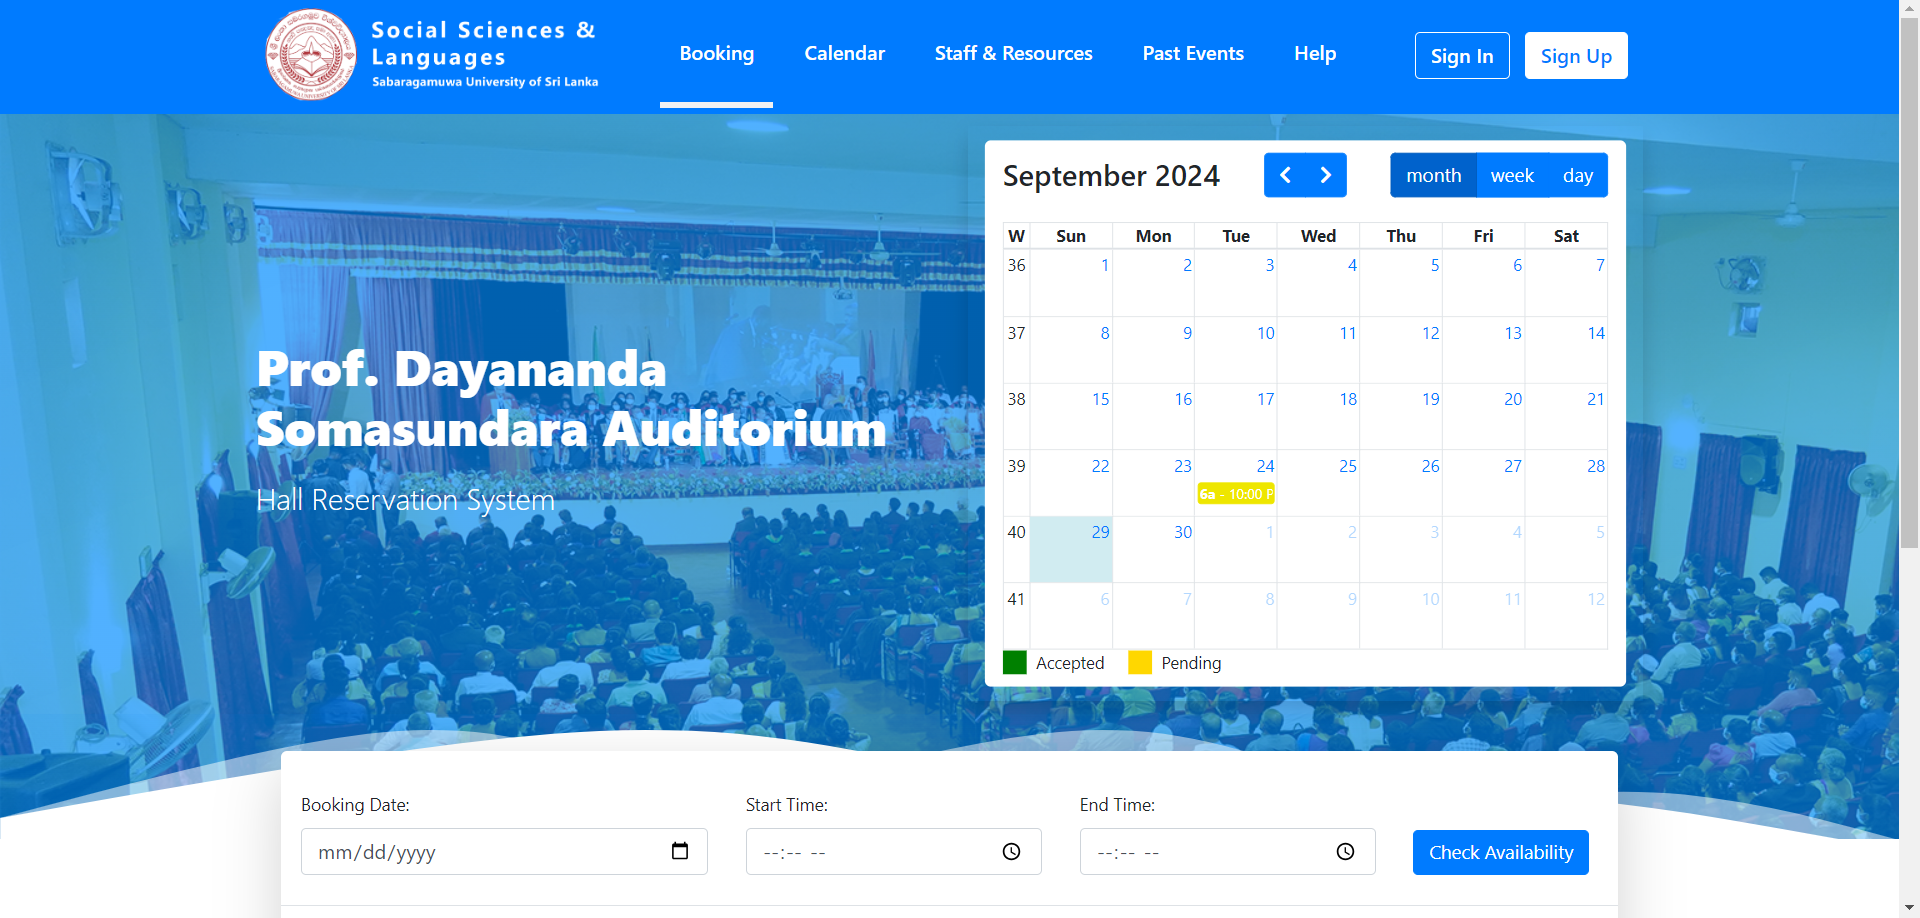 Social Sciences &
Languages
Sabaragamuwa University of Sri Lanka
Booking Calendar Staff & Resources Past Events Help
Sign In Sign Up
Prof. Dayananda
Somasundara Auditorium
Hall Reservation System
September 2024
month week day
W Sun Mon Tue Wed Thu Fri Sat
36 1 2 3 4 5 6 7
37 8 9 10 11 12 13 14
38 15 16 17 18 19 20 21
39 22 23 24 25 26 27 28
6a - 10:00 P
40 29 30 1 2 3 4 5
41 6 7 8 9 10 11 12
Accepted Pending
Booking Date: Start Time: End Time:
mm/dd/yyyy --:-- -- --:-- -- Check Availability